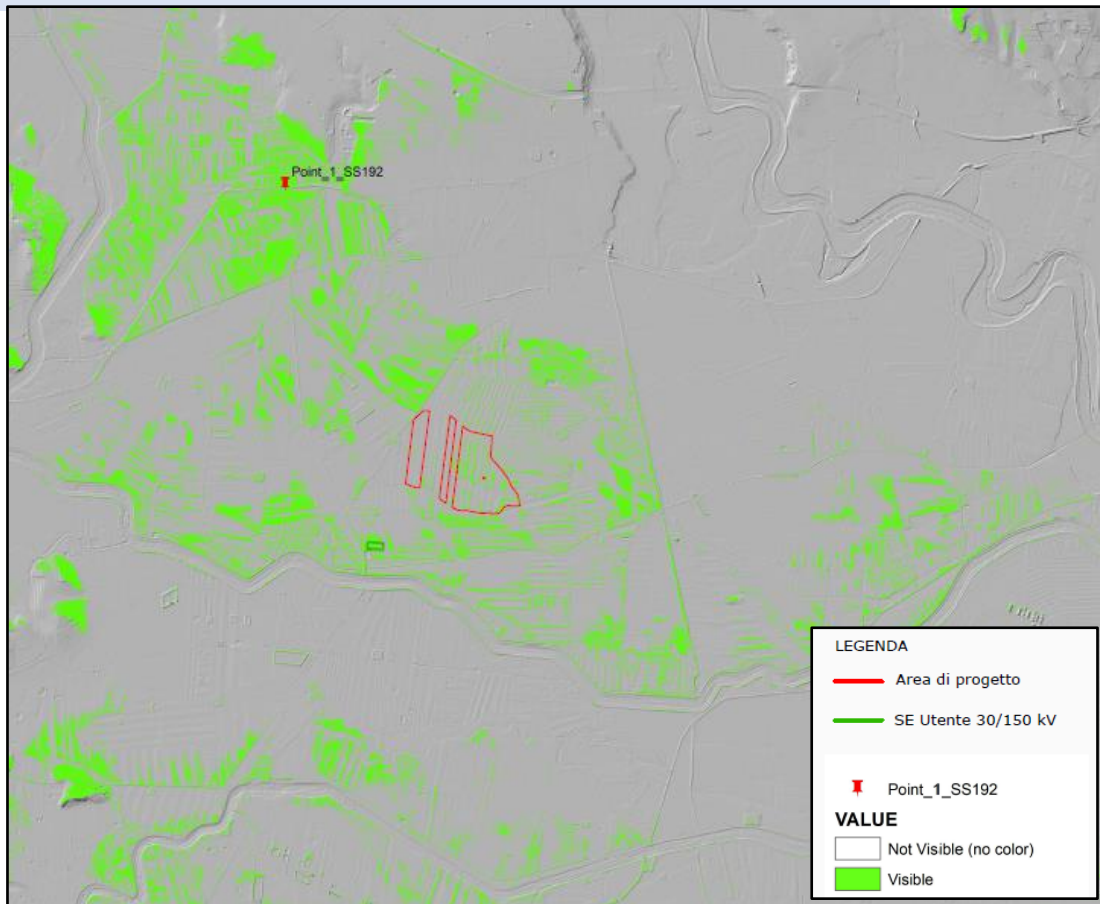 Point_1_SS192
LEGENDA
Area di progetto
SE Utente 30/150 kV
Point_1_SS192
VALUE
Not Visible (no color)
Visible